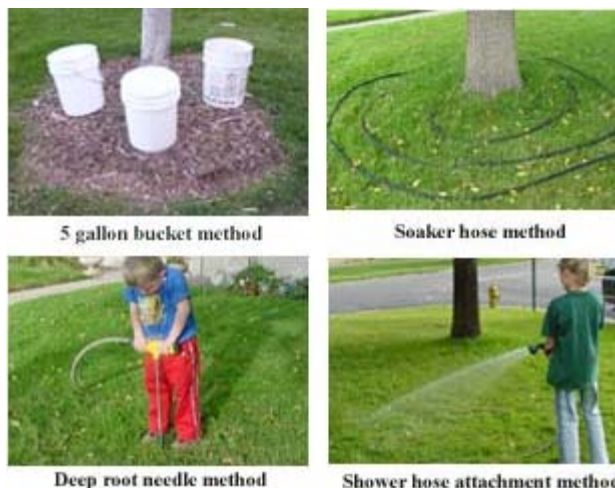 5 gallon bucket method
Soaker hose method
Deep root needle method
Shower hose attachment method